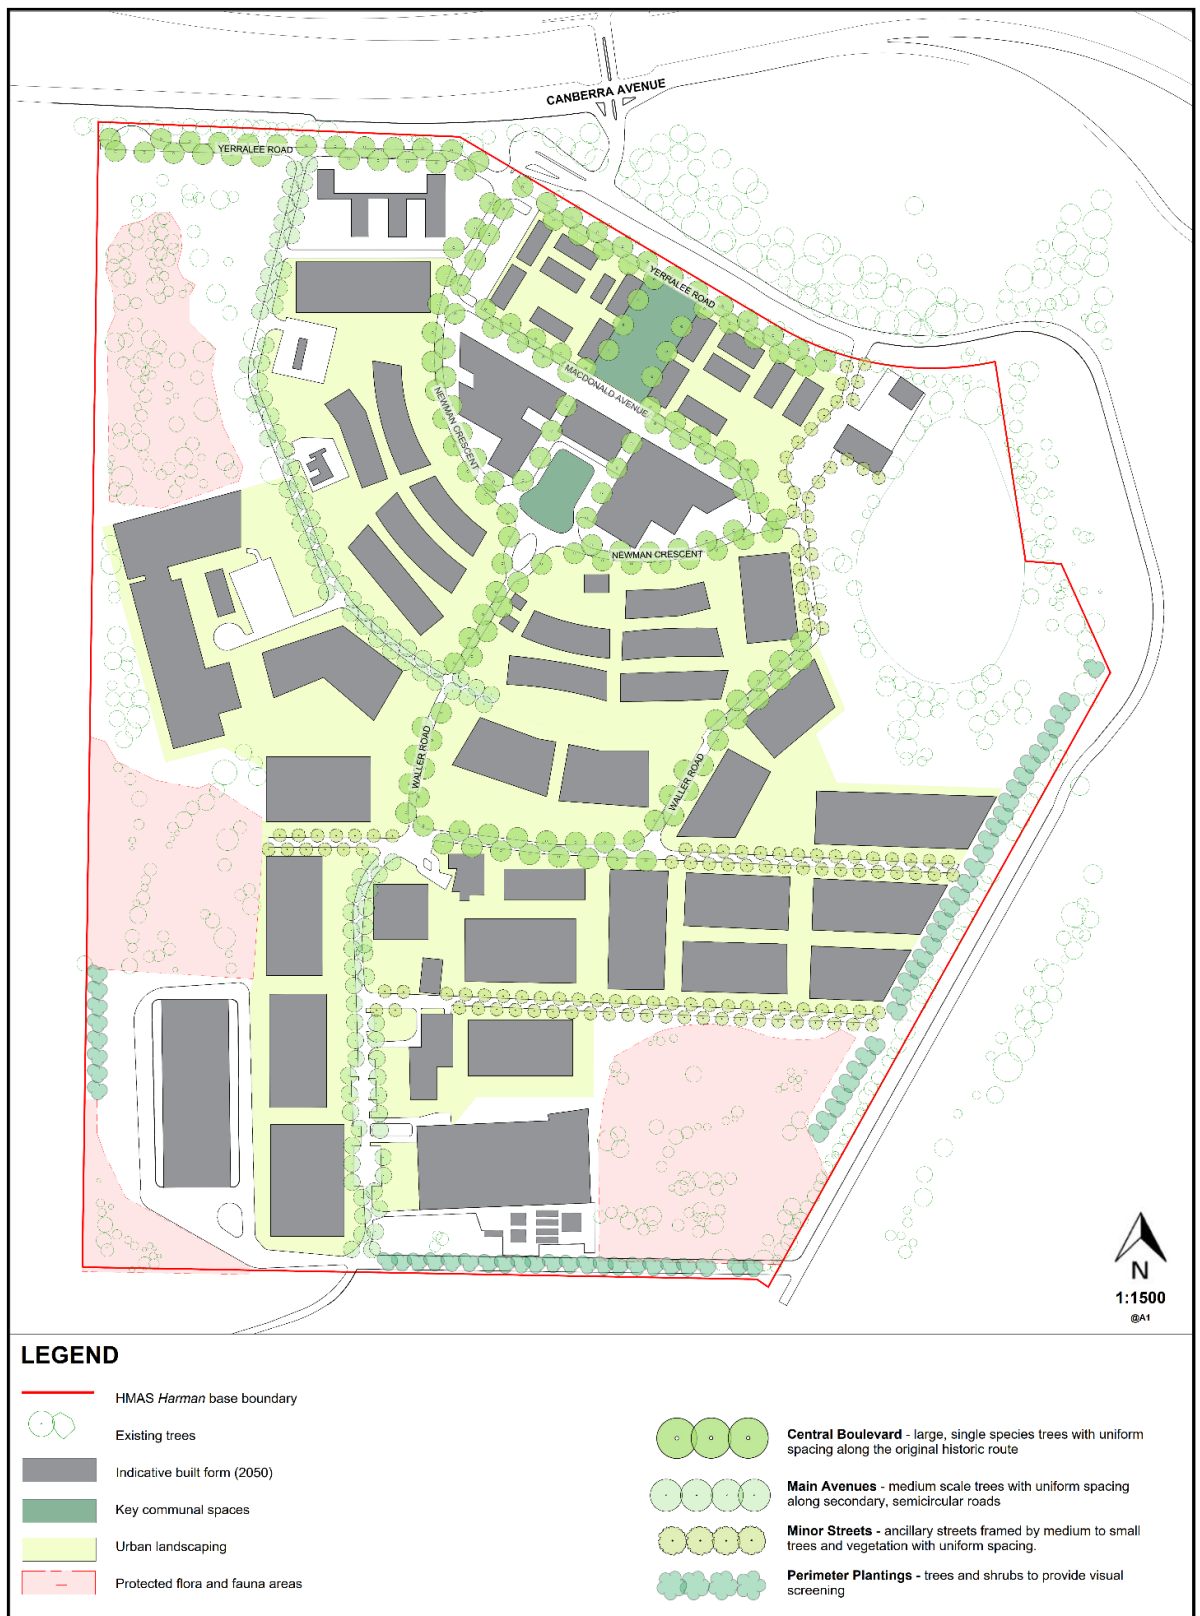 CANBERRA AVENUE
YERRALEE ROAD
YERRALEE ROAD
MACDONALD AVENUE
NEWMAN CRESCENT
NEWMAN CRESCENT
WALLER ROAD
WALLER ROAD
N
1:1500
@A1
LEGEND
HMAS Harman base boundary
Existing trees
Indicative built form (2050)
Key communal spaces
Urban landscaping
Protected flora and fauna areas
Central Boulevard - large, single species trees with uniform
spacing along the original historic route
Main Avenues - medium scale trees with uniform spacing
along secondary, semicircular roads
Minor Streets - ancillary streets framed by medium to small
trees and vegetation with uniform spacing.
Perimeter Plantings - trees and shrubs to provide visual
screening